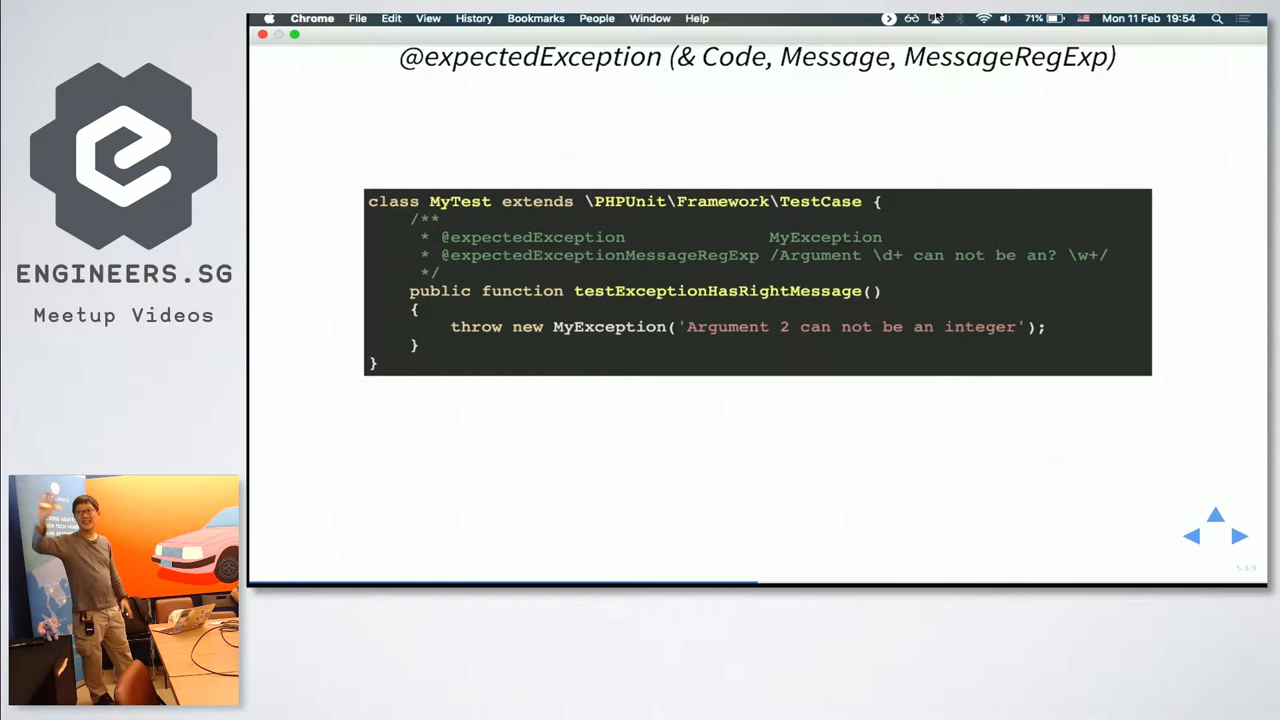 Chrome File Edit View History Bookmarks People Window Help 71% Mon 11 Feb 19:54
@expectedException (& Code, Message, MessageRegExp)
class MyTest extends \PHPUnit\Framework\TestCase {
/**
* @expectedException MyException
* @expectedExceptionMessageRegExp /Argument \d+ can not be an? \w+/
*/
public function testExceptionHasRightMessage()
{
throw new MyException('Argument 2 can not be an integer');
}
}
ENGINEERS.SG
Meetup Videos